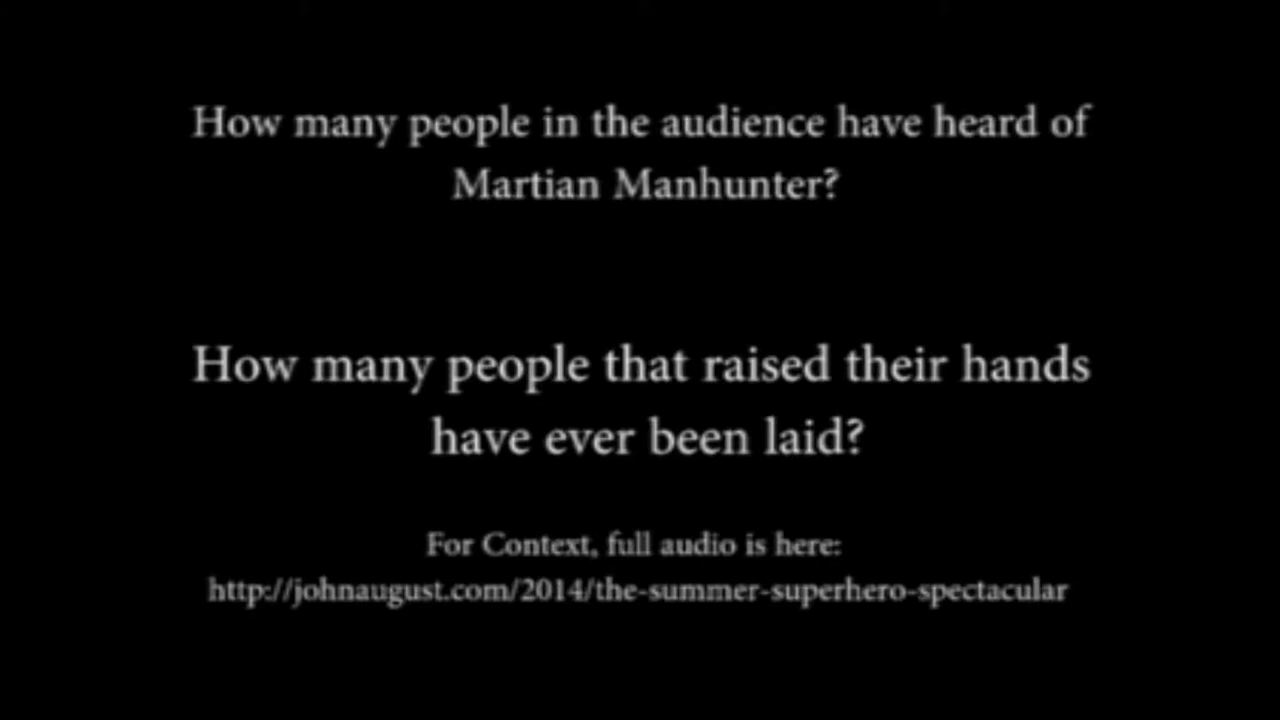 How many people in the audience have heard of
Martian Manhunter?
How many people that raised their hands
have ever been laid?
For Context, full audio is here:
http://johnaugust.com/2014/the-summer-superhero-spectacular